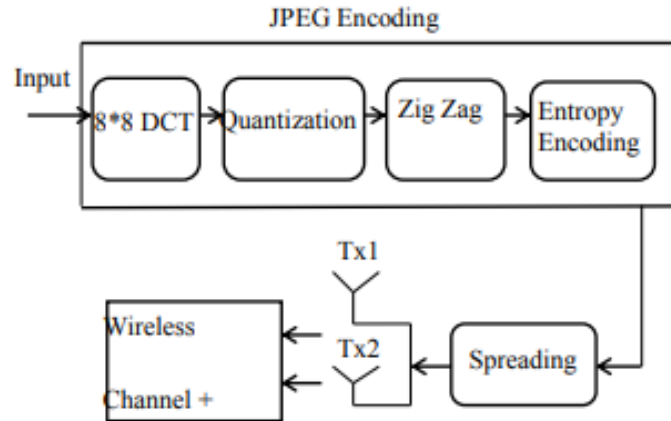 JPEG Encoding
Input
8*8 DCT
Quantization
Zig Zag
Entropy
Encoding
Tx1
Tx2
Wireless
Channel +
Spreading